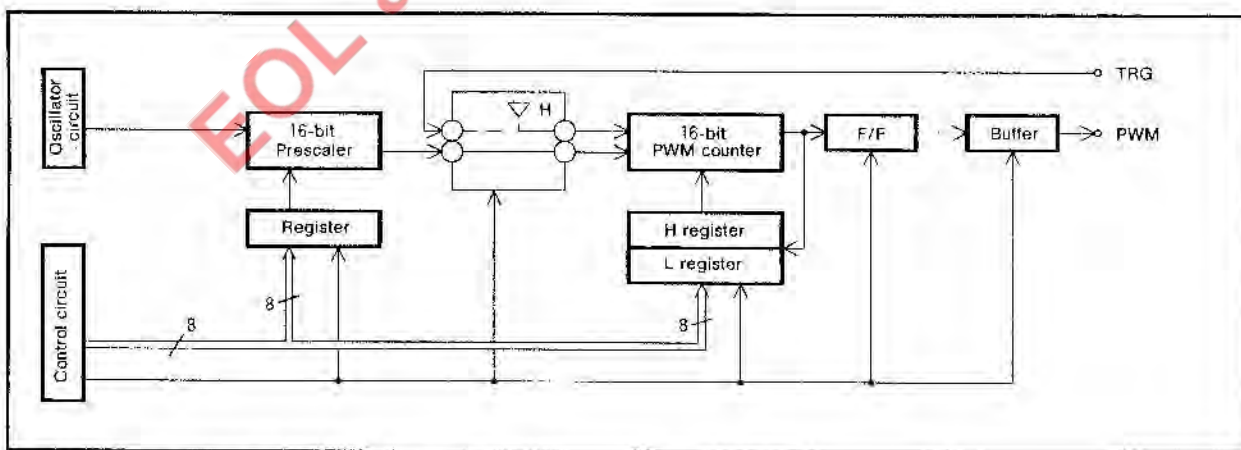 EOL
TRG
Oscillator
circuit
16-bit
Prescaler
H
16-bit
PWM counter
F/F
Buffer
PWM
Register
H register
L register
Control circuit
8
8
8